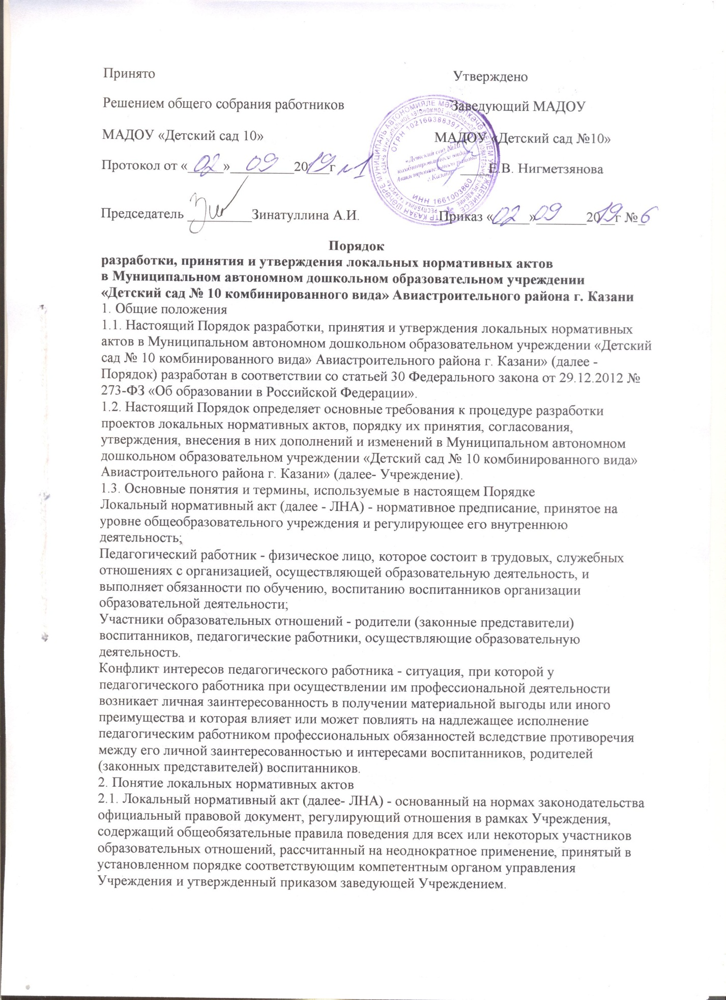 Принято Утверждено
Решением общего собрания работников Заведующий МАДОУ
МАДОУ «Детский сад 10» МАДОУ «Детский сад №10»
Протокол от «02» 09 2019г №1 Е.В. Нигметзянова
Председатель Зинатуллина А.И. Приказ «02» 09 2019г № 6
ОГРН 1021603883971
«Детский сад №10
комбинированного вида»
Авиастроительного района
г.Казани
ИНН 1661003860
Порядок
разработки, принятия и утверждения локальных нормативных актов
в Муниципальном автономном дошкольном образовательном учреждении
«Детский сад № 10 комбинированного вида» Авиастроительного района г. Казани
1. Общие положения
1.1. Настоящий Порядок разработки, принятия и утверждения локальных нормативных
актов в Муниципальном автономном дошкольном образовательном учреждении «Детский
сад № 10 комбинированного вида» Авиастроительного района г. Казани» (далее -
Порядок) разработан в соответствии со статьей 30 Федерального закона от 29.12.2012 №
273-ФЗ «Об образовании в Российской Федерации».
1.2. Настоящий Порядок определяет основные требования к процедуре разработки
проектов локальных нормативных актов, порядку их принятия, согласования,
утверждения, внесения в них дополнений и изменений в Муниципальном автономном
дошкольном образовательном учреждении «Детский сад № 10 комбинированного вида»
Авиастроительного района г. Казани» (далее- Учреждение).
1.3. Основные понятия и термины, используемые в настоящем Порядке
Локальный нормативный акт (далее - ЛНА) - нормативное предписание, принятое на
уровне общеобразовательного учреждения и регулирующее его внутреннюю
деятельность;
Педагогический работник - физическое лицо, которое состоит в трудовых, служебных
отношениях с организацией, осуществляющей образовательную деятельность, и
выполняет обязанности по обучению, воспитанию воспитанников организации
образовательной деятельности;
Участники образовательных отношений - родители (законные представители)
воспитанников, педагогические работники, осуществляющие образовательную
деятельность.
Конфликт интересов педагогического работника - ситуация, при которой у
педагогического работника при осуществлении им профессиональной деятельности
возникает личная заинтересованность в получении материальной выгоды или иного
преимущества и которая влияет или может повлиять на надлежащее исполнение
педагогическим работником профессиональных обязанностей вследствие противоречия
между его личной заинтересованностью и интересами воспитанников, родителей
(законных представителей) воспитанников.
2. Понятие локальных нормативных актов
2.1. Локальный нормативный акт (далее- ЛНА) - основанный на нормах законодательства
официальный правовой документ, регулирующий отношения в рамках Учреждения,
содержащий общеобязательные правила поведения для всех или некоторых участников
образовательных отношений, рассчитанный на неоднократное применение, принятый в
установленном порядке соответствующим компетентным органом управления
Учреждения и утвержденный приказом заведующей Учреждением.